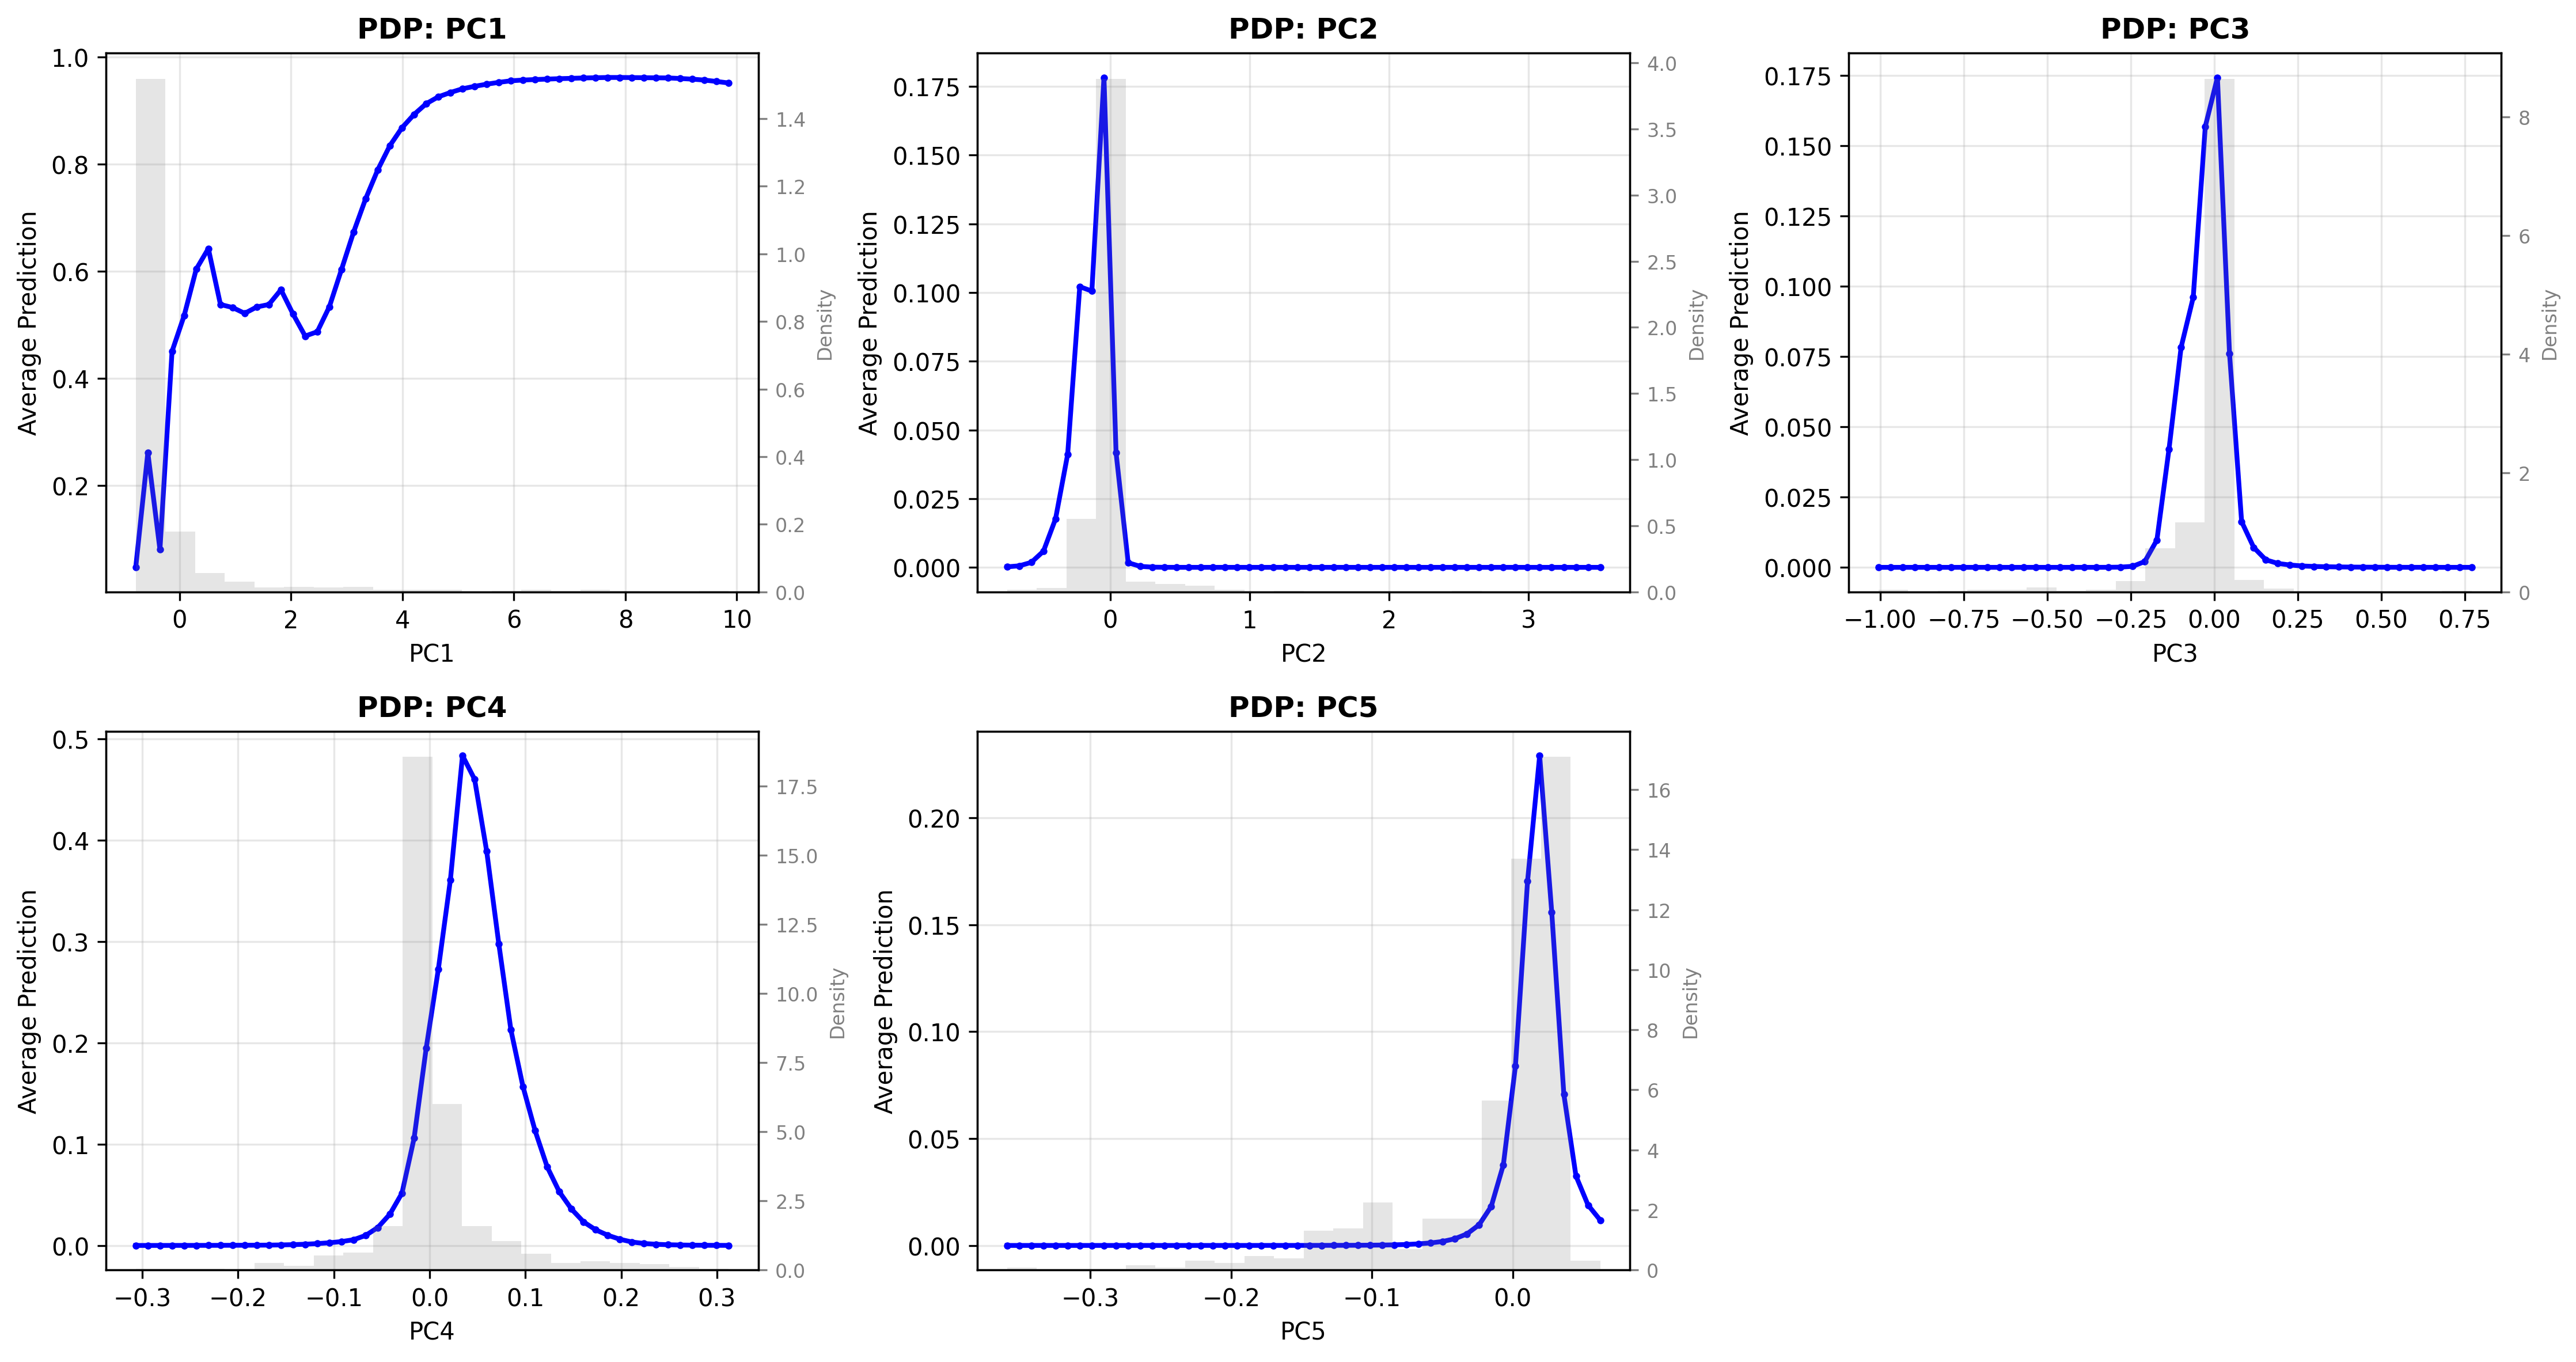 PDP: PC1
1.0
0.8
0.6
0.4
0.2
Average Prediction
1.4
1.2
1.0
0.8
0.6
0.4
0.2
0.0
Density
0 2 4 6 8 10
PC1
PDP: PC2
0.175
0.150
0.125
0.100
0.075
0.050
0.025
0.000
Average Prediction
4.0
3.5
3.0
2.5
2.0
1.5
1.0
0.5
0.0
Density
0 1 2 3
PC2
PDP: PC3
0.175
0.150
0.125
0.100
0.075
0.050
0.025
0.000
Average Prediction
8
6
4
2
0
Density
−1.00 −0.75 −0.50 −0.25 0.00 0.25 0.50 0.75
PC3
PDP: PC4
0.5
0.4
0.3
0.2
0.1
0.0
Average Prediction
17.5
15.0
12.5
10.0
7.5
5.0
2.5
0.0
Density
−0.3 −0.2 −0.1 0.0 0.1 0.2 0.3
PC4
PDP: PC5
0.20
0.15
0.10
0.05
0.00
Average Prediction
16
14
12
10
8
6
4
2
0
Density
−0.3 −0.2 −0.1 0.0
PC5